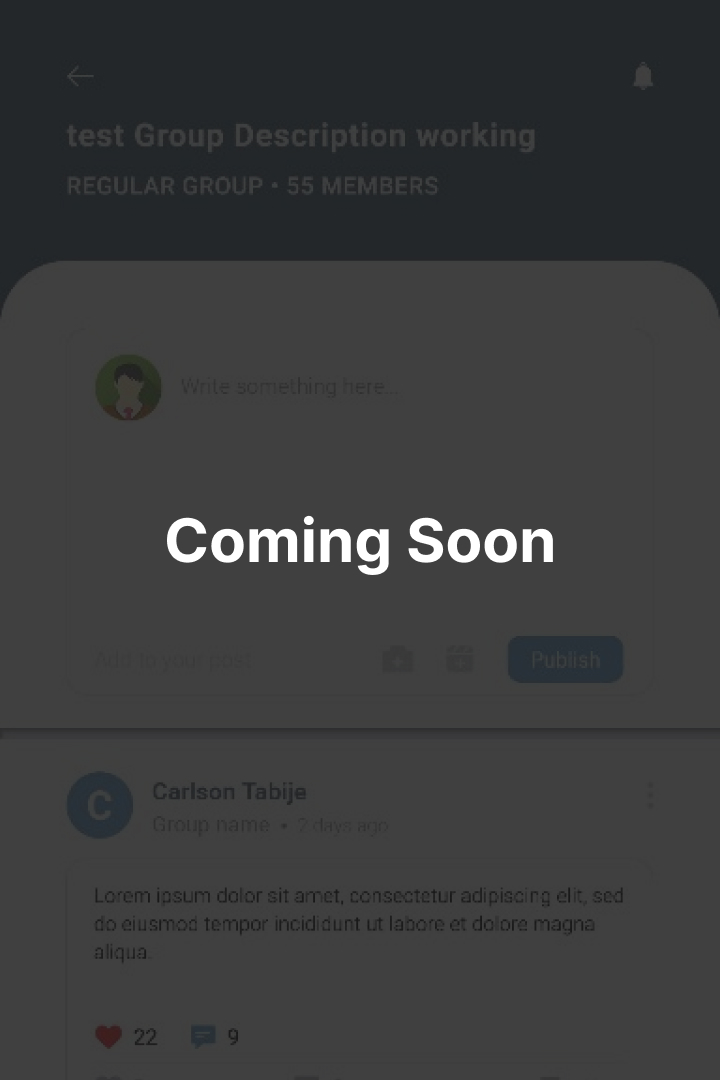 test Group Description working
REGULAR GROUP • 55 MEMBERS
Write something here...
Coming Soon
Add to your post
Publish
C
Carlson Tabije
Group name • 2 days ago
Lorem ipsum dolor sit amet, consectetur adipiscing elit, sed
do eiusmod tempor incididunt ut labore et dolore magna
aliqua.
22 9